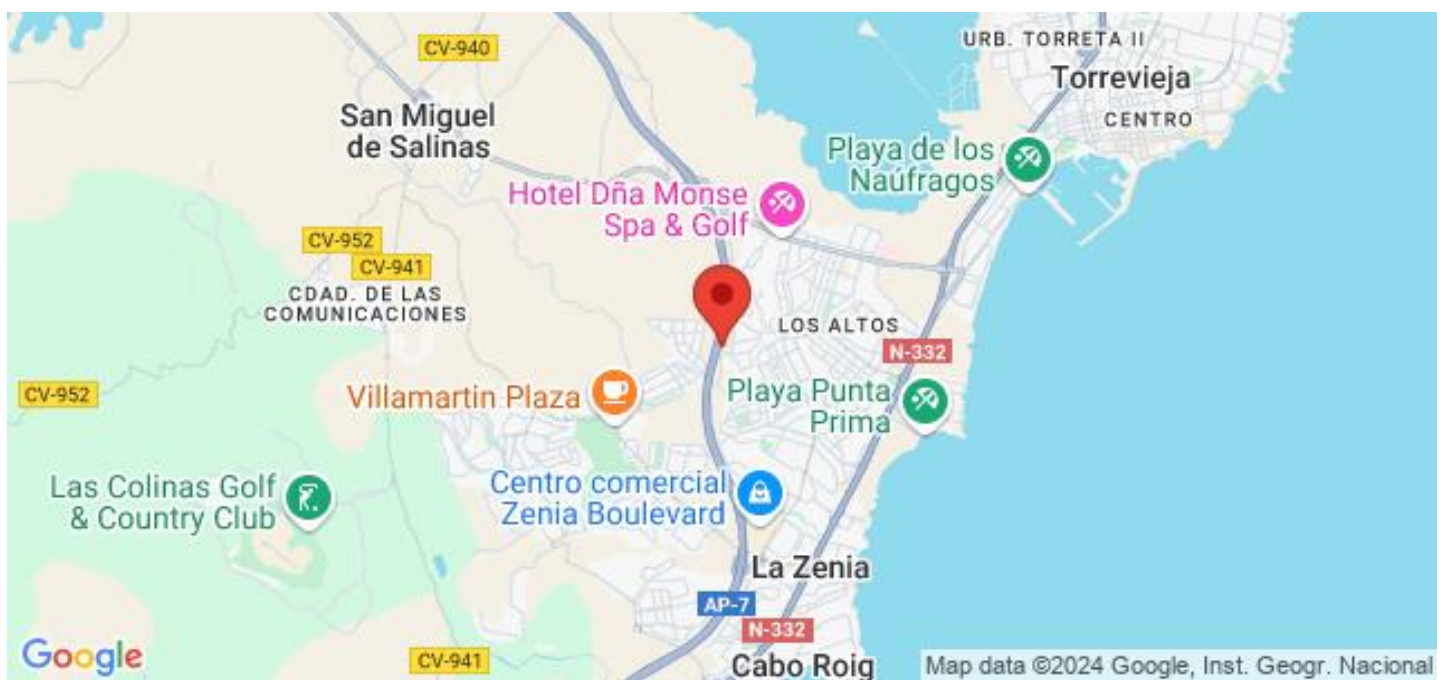 URB. TORRETA II
CV-940
Torrevieja
San Miguel
de Salinas
CENTRO
Playa de los
Naúfragos
Hotel Dña Monse
Spa & Golf
CV-952
CV-941
CDAD. DE LAS
COMUNICACIONES
LOS ALTOS
N-332
CV-952
Villamartin Plaza
Playa Punta
Prima
Las Colinas Golf
& Country Club
Centro comercial
Zenia Boulevard
La Zenia
AP-7
N-332
Google
CV-941
Cabo Roig
Map data ©2024 Google, Inst. Geogr. Nacional